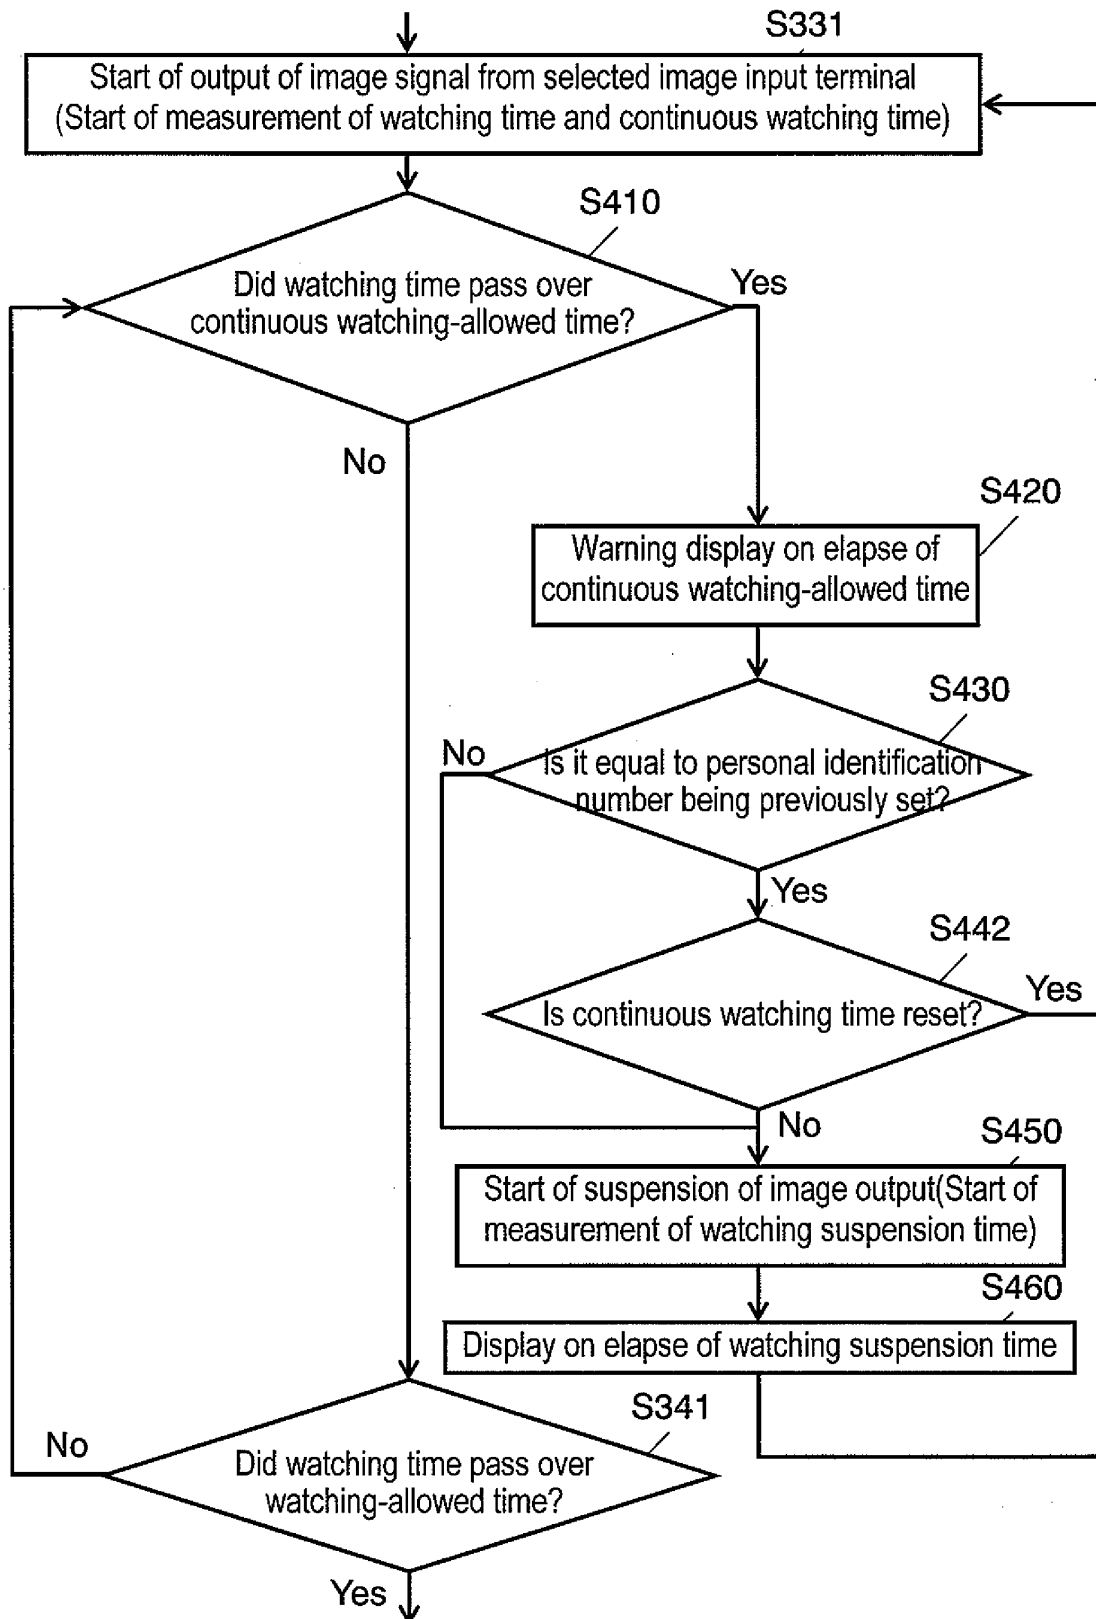 S331
Start of output of image signal from selected image input terminal
(Start of measurement of watching time and continuous watching time)
S410
Did watching time pass over
continuous watching-allowed time?
Yes
No
S420
Warning display on elapse of
continuous watching-allowed time
S430
No
Is it equal to personal identification
number being previously set?
Yes
S442
Is continuous watching time reset?
Yes
No
S450
Start of suspension of image output(Start of
measurement of watching suspension time)
S460
Display on elapse of watching suspension time
S341
No
Did watching time pass over
watching-allowed time?
Yes